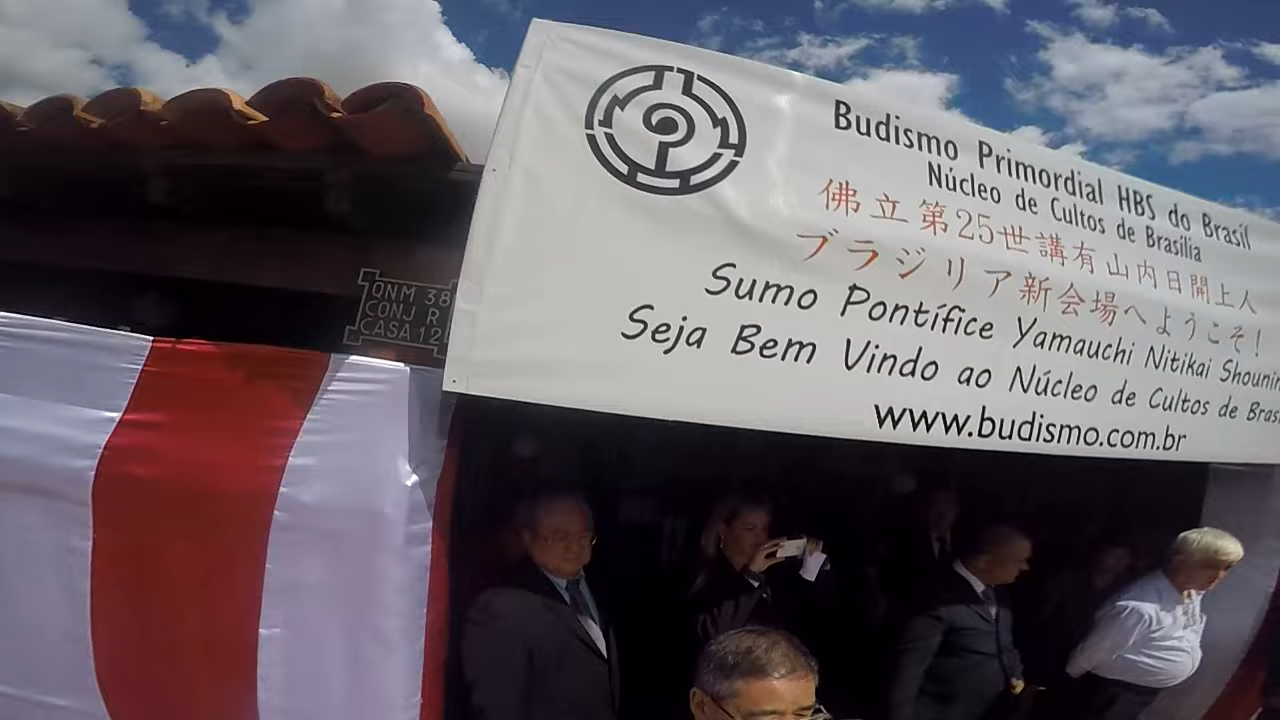 Budismo Primordial HBS do Brasil
Núcleo de Cultos de Brasília
佛立第25世講有山内日開上人
ブラジリア新会場へようこそ!
Sumo Pontífice Yamauchi Nitikai Shounin
Seja Bem Vindo ao Núcleo de Cultos de
www.budismo.com.br
QNM 38
CONJ R
CASA 12